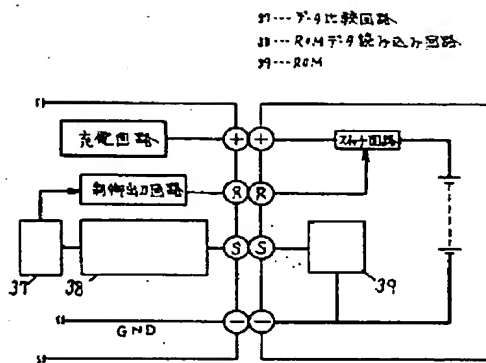 37---データ比較回路
38---ROMデータ読み込み回路
39---ROM
充電回路
+ +
スイッチ回路
制御出力回路
R R
S S
37
38
39
GND
- -